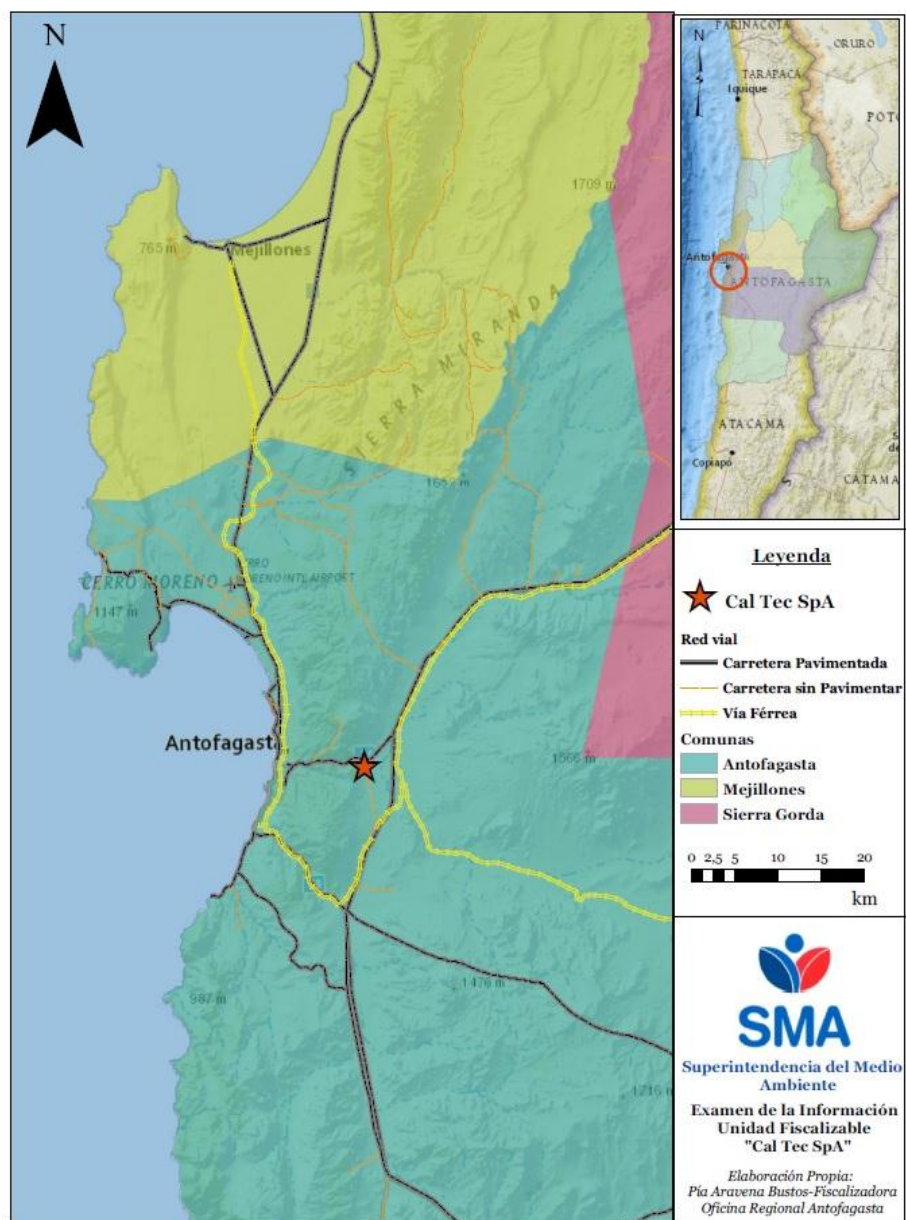 N
765 m
Mejillones
1709 m
SIERRA MIRANDA
CERRO MORENO
1147 m
Antofagasta
1566 m
987 m
1476 m
1716 m
N
PARINACOTA
ORURO
TARAPACA
Iquique
Antofagasta
ANTOFAGASTA
ATACAMA
Copiapó
CATAMA
Leyenda
Cal Tec SpA
Red vial
Carretera Pavimentada
Carretera sin Pavimentar
Vía Férrea
Comunas
Antofagasta
Mejillones
Sierra Gorda
0 2,5 5 10 15 20
km
SMA
Superintendencia del Medio
Ambiente
Examen de la Información
Unidad Fiscalizable
"Cal Tec SpA"
Elaboración Propia:
Pía Aravena Bustos-Fiscalizadora
Oficina Regional Antofagasta